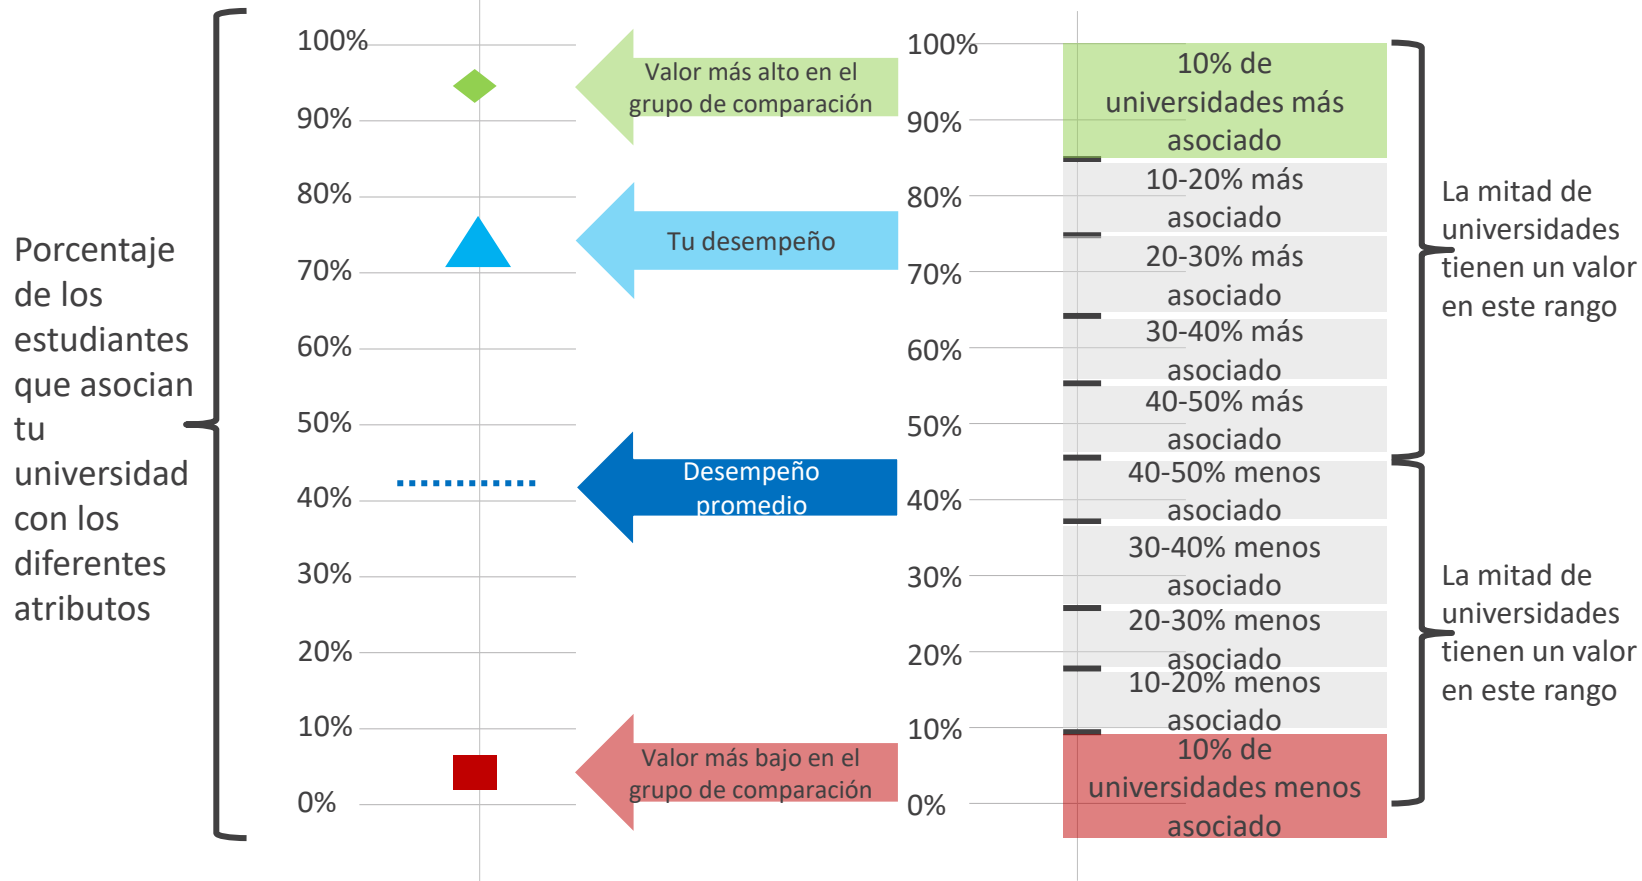 Porcentaje
de los
estudiantes
que asocian
tu
universidad
con los
diferentes
atributos
100%
90%
80%
70%
60%
50%
40%
30%
20%
10%
0%
Valor más alto en el
grupo de comparación
Tu desempeño
Desempeño
promedio
Valor más bajo en el
grupo de comparación
100%
90%
80%
70%
60%
50%
40%
30%
20%
10%
0%
10% de
universidades más
asociado
10-20% más
asociado
20-30% más
asociado
30-40% más
asociado
40-50% más
asociado
40-50% menos
asociado
30-40% menos
asociado
20-30% menos
asociado
10-20% menos
asociado
10% de
universidades menos
asociado
La mitad de
universidades
tienen un valor
en este rango
La mitad de
universidades
tienen un valor
en este rango